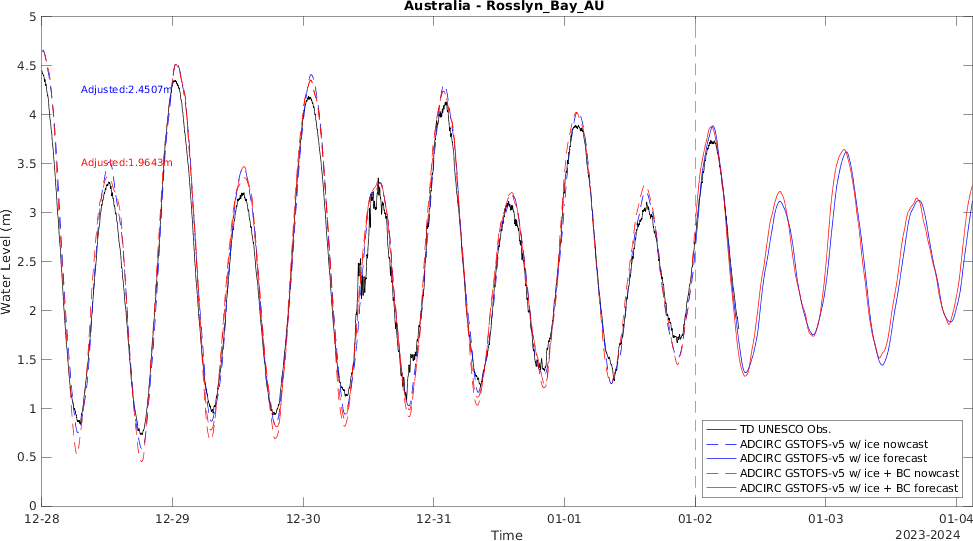 Australia - Rosslyn_Bay_AU
5
4.5
4
3.5
3
2.5
2
1.5
1
0.5
0
Water Level (m)
Adjusted:2.4507m
Adjusted:1.9643m
TD UNESCO Obs.
ADCIRC GSTOFS-v5 w/ ice nowcast
ADCIRC GSTOFS-v5 w/ ice forecast
ADCIRC GSTOFS-v5 w/ ice + BC nowcast
ADCIRC GSTOFS-v5 w/ ice + BC forecast
12-28 12-29 12-30 12-31 01-01 01-02 01-03 01-04
Time
2023-2024